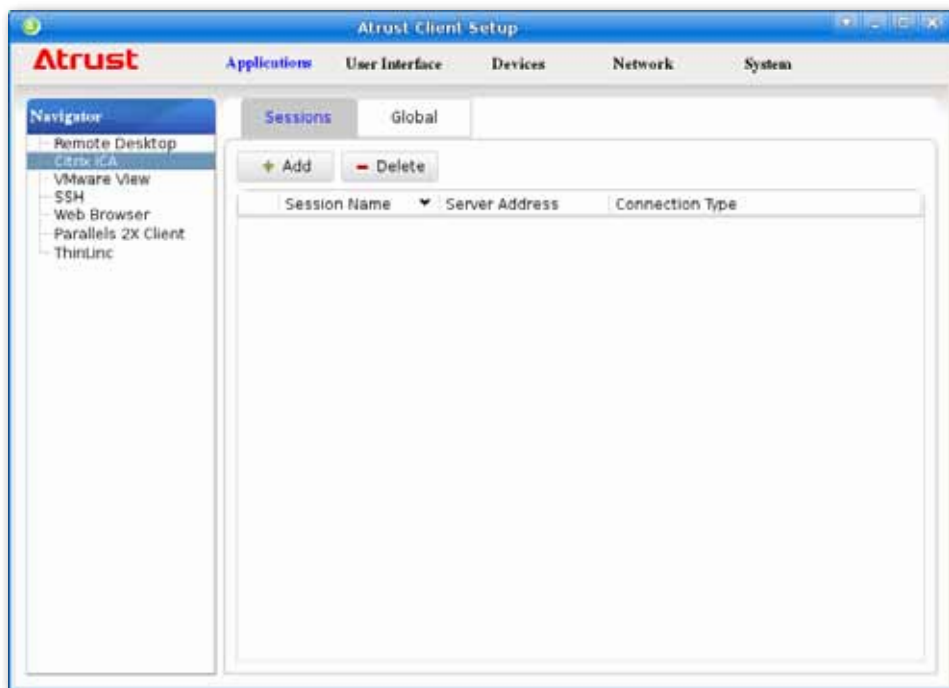 Atrust Client Setup
Atrust
Applications User Interface Devices Network System
Navigator
Remote Desktop
Citrix ICA
VMware View
SSH
Web Browser
Parallels 2X Client
ThinLinc
Sessions Global
+ Add - Delete
Session Name Server Address Connection Type